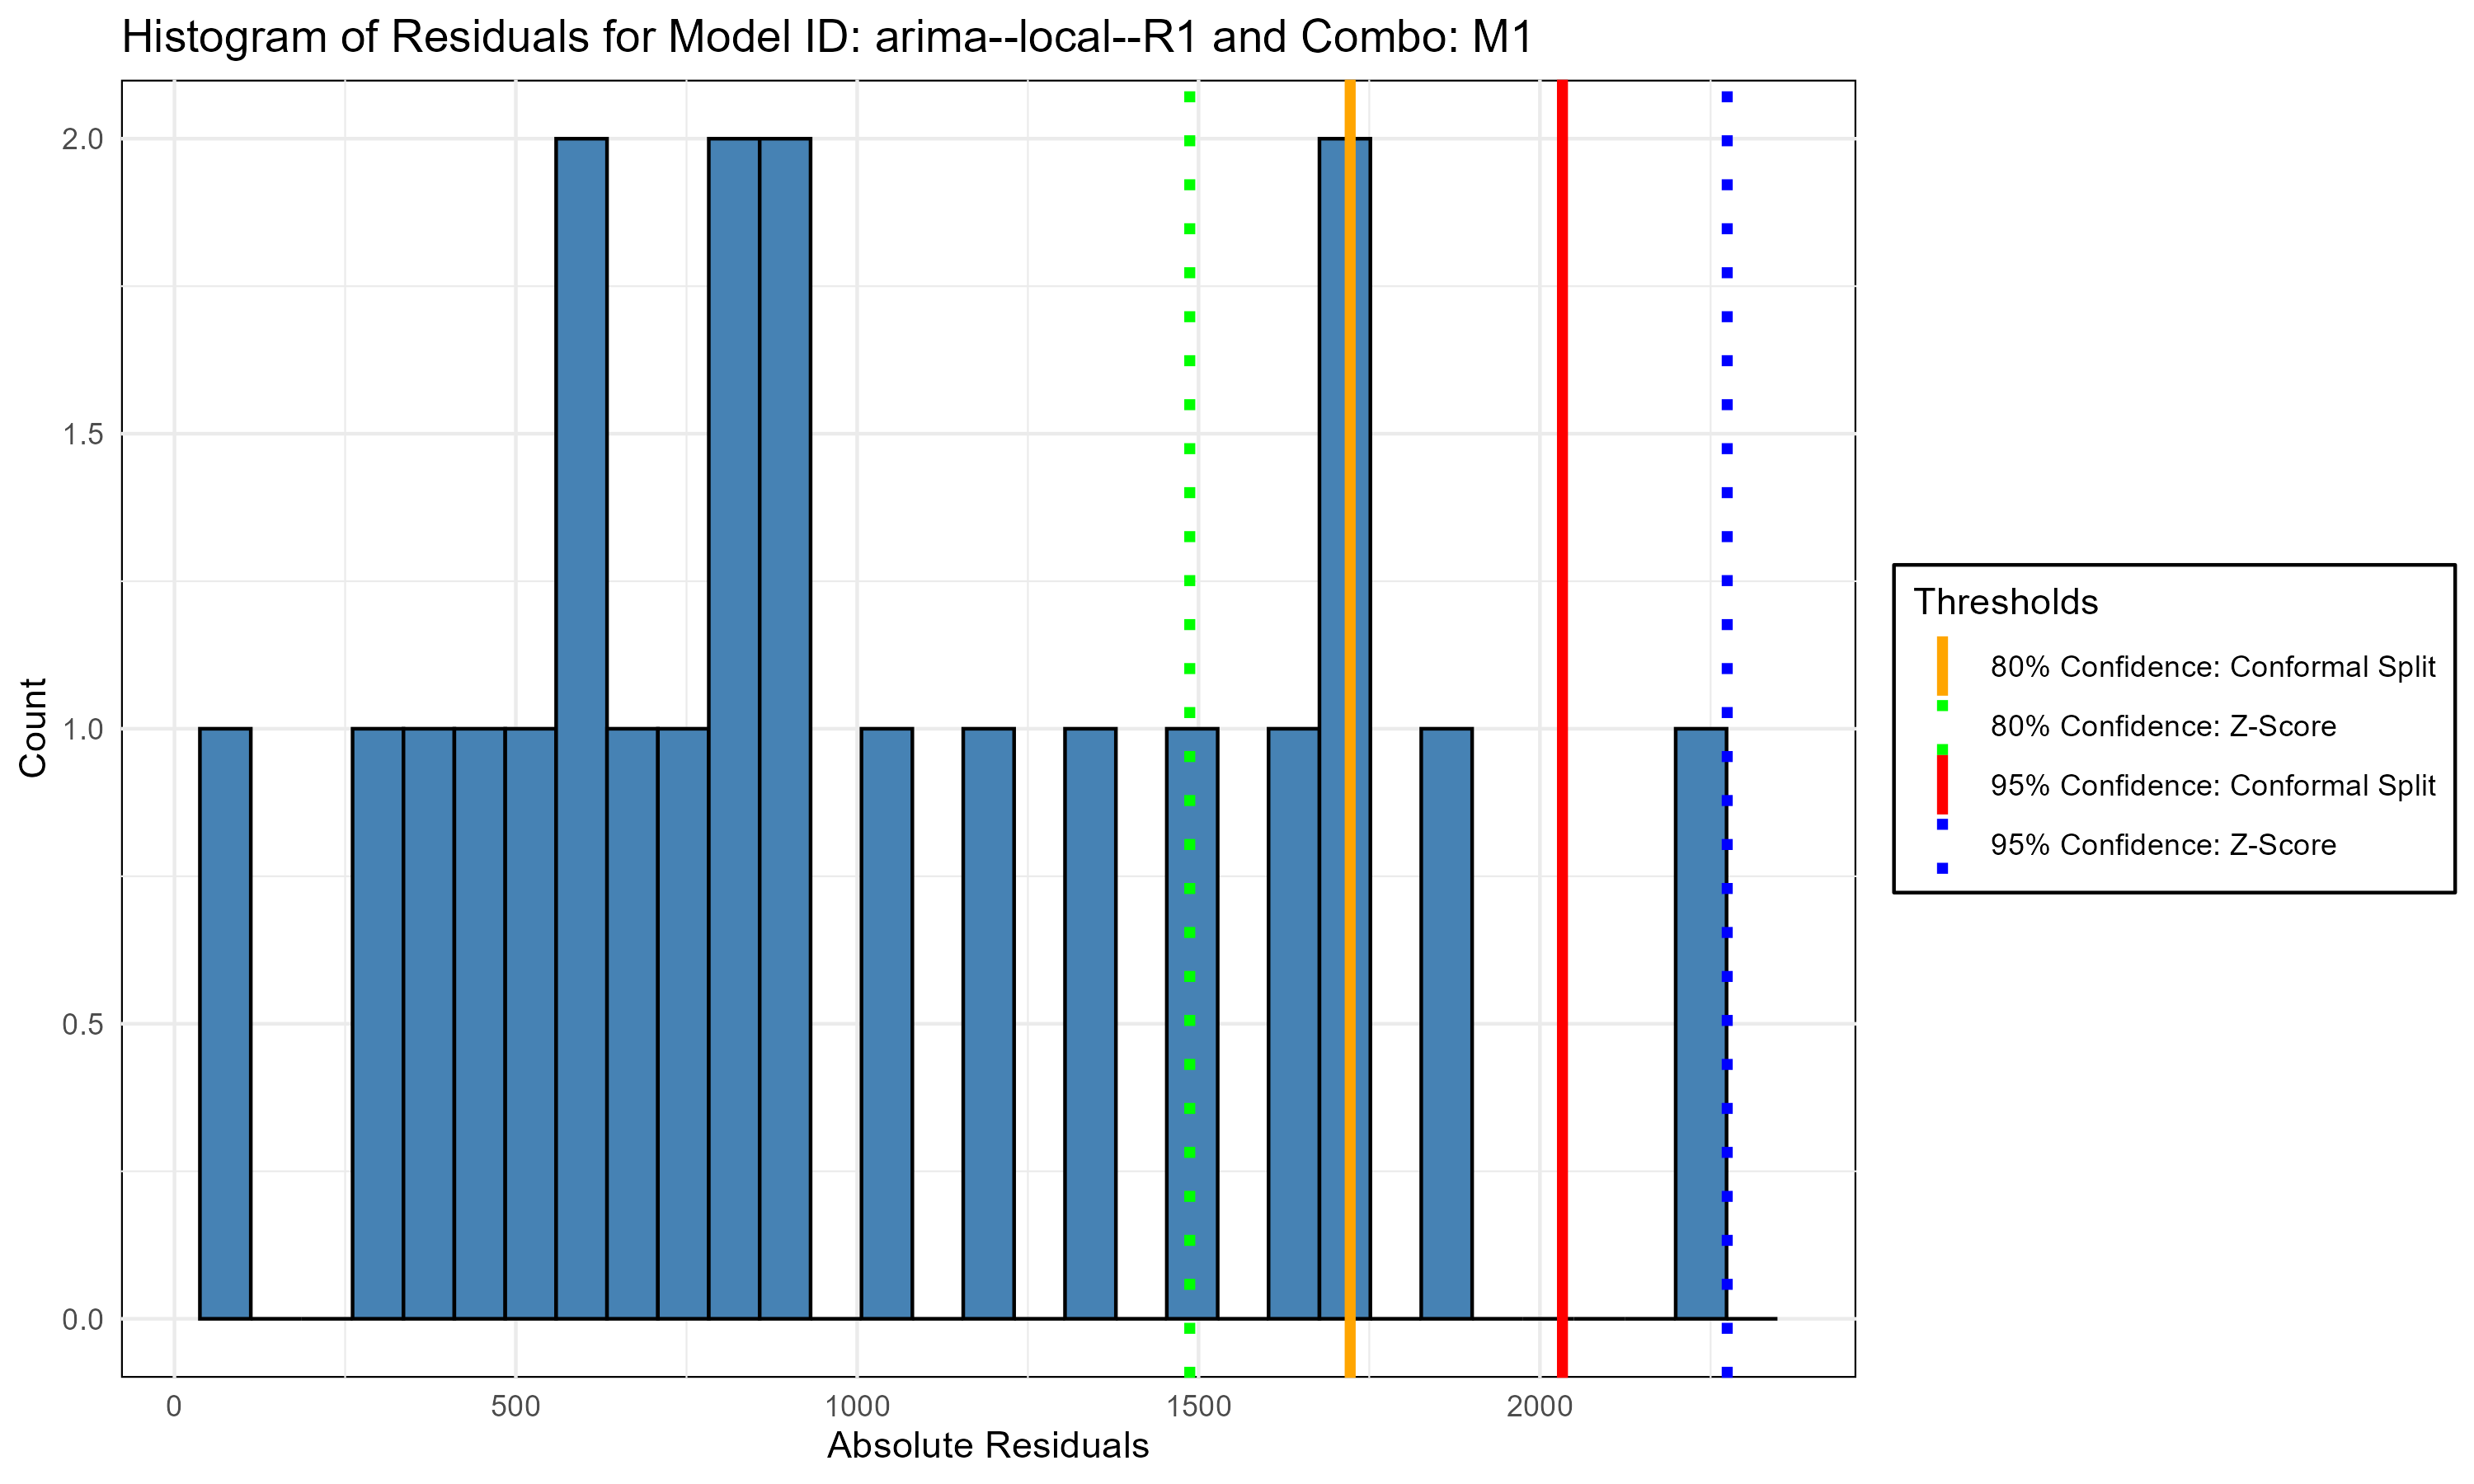 Histogram of Residuals for Model ID: arima--local--R1 and Combo: M1
2.0
1.5
1.0
0.5
0.0
Count
0 500 1000 1500 2000
Absolute Residuals
Thresholds
80% Confidence: Conformal Split
80% Confidence: Z-Score
95% Confidence: Conformal Split
95% Confidence: Z-Score